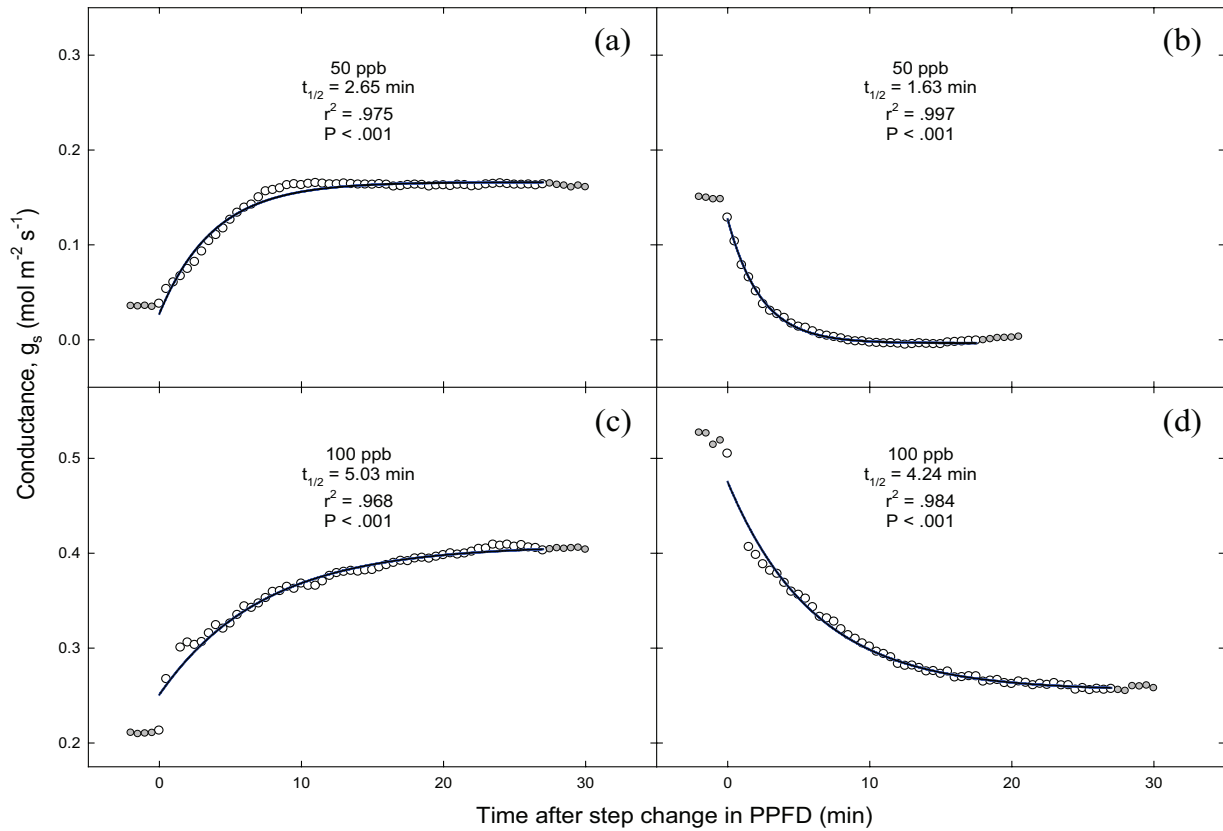 (a)
50 ppb
t1/2 = 2.65 min
r2 = .975
P < .001
(b)
50 ppb
t1/2 = 1.63 min
r2 = .997
P < .001
0.3
0.2
0.1
0.0
(c)
100 ppb
t1/2 = 5.03 min
r2 = .968
P < .001
(d)
100 ppb
t1/2 = 4.24 min
r2 = .984
P < .001
0.5
0.4
0.3
0.2
Conductance, gs (mol m-2 s-1)
0 10 20 30 0 10 20 30
Time after step change in PPFD (min)